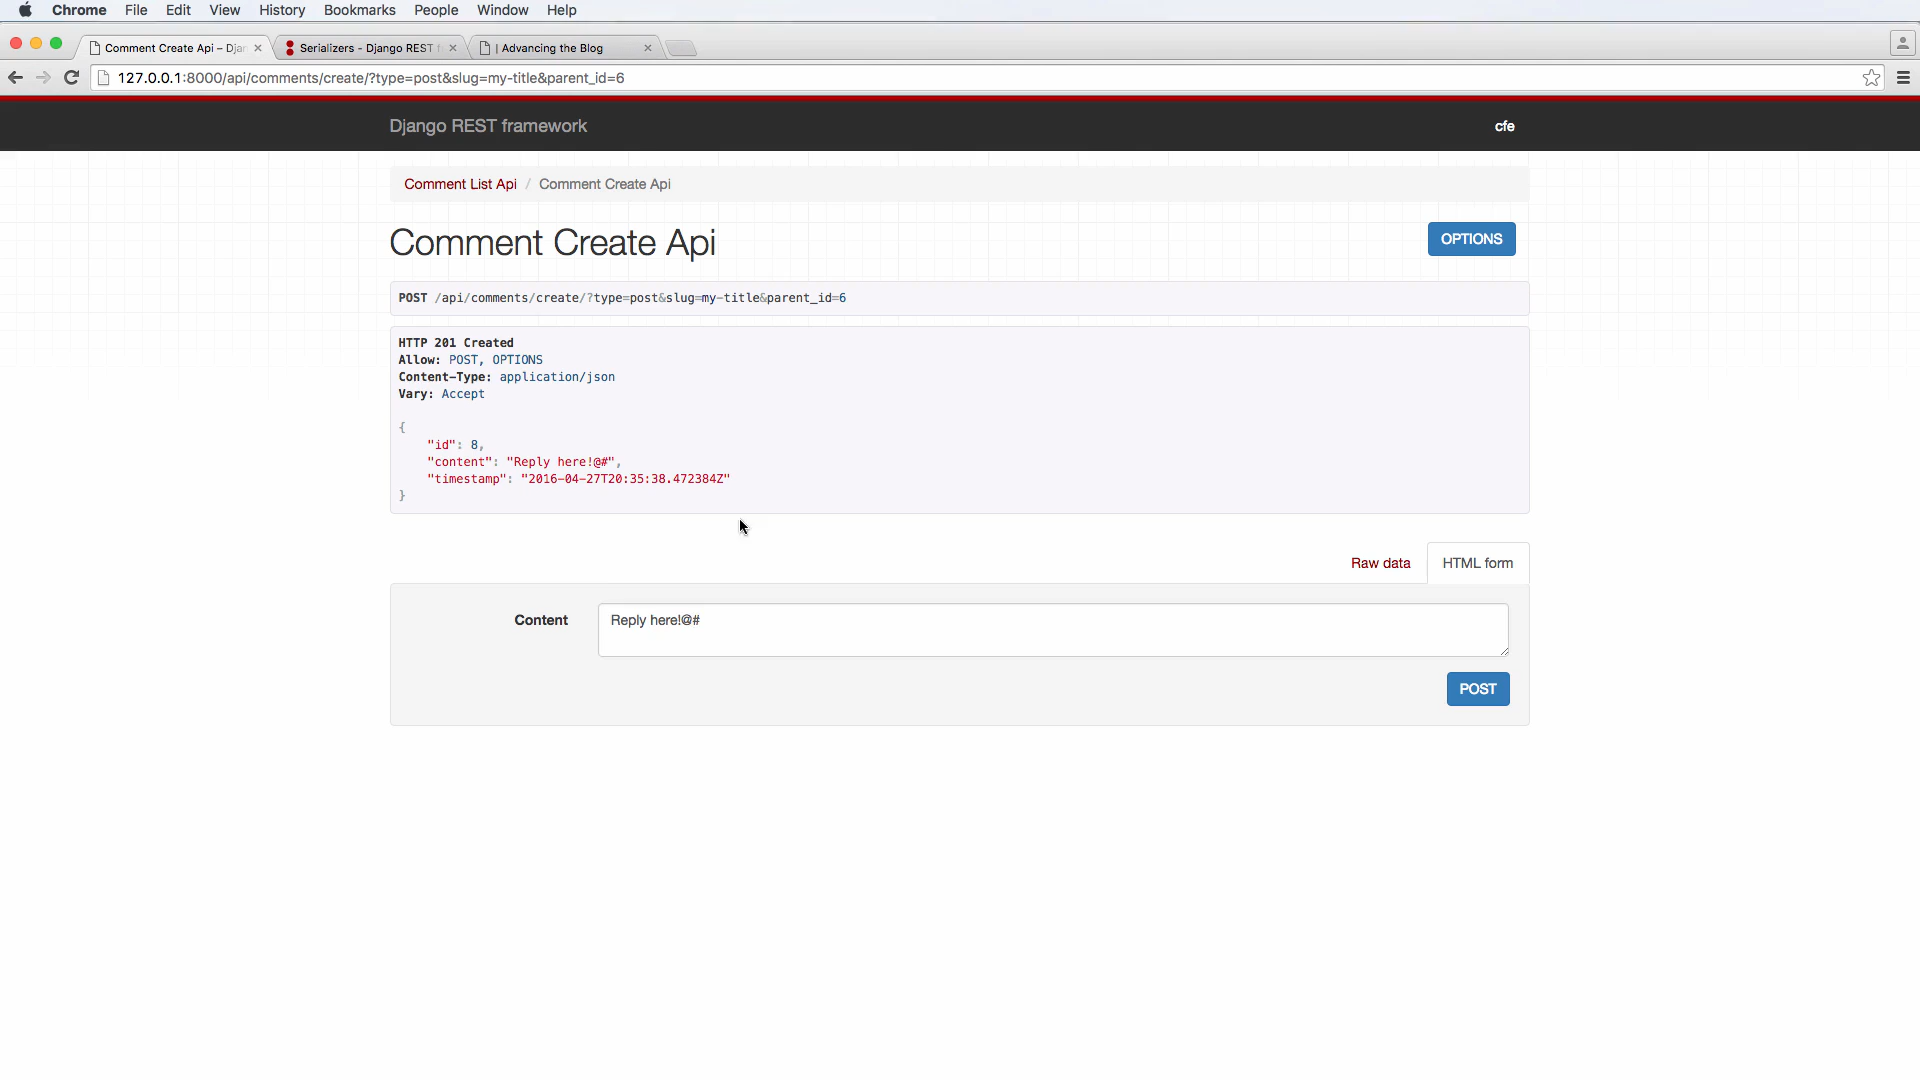 Chrome File Edit View History Bookmarks People Window Help
Comment Create Api – Djan
Serializers - Django REST f
| Advancing the Blog
127.0.0.1:8000/api/comments/create/?type=post&slug=my-title&parent_id=6
Django REST framework
cfe
Comment List Api / Comment Create Api
Comment Create Api
OPTIONS
POST /api/comments/create/?type=post&slug=my-title&parent_id=6
HTTP 201 Created
Allow: POST, OPTIONS
Content-Type: application/json
Vary: Accept
{
"id": 8,
"content": "Reply here!@#",
"timestamp": "2016-04-27T20:35:38.472384Z"
}
Raw data
HTML form
Content
Reply here!@#
POST